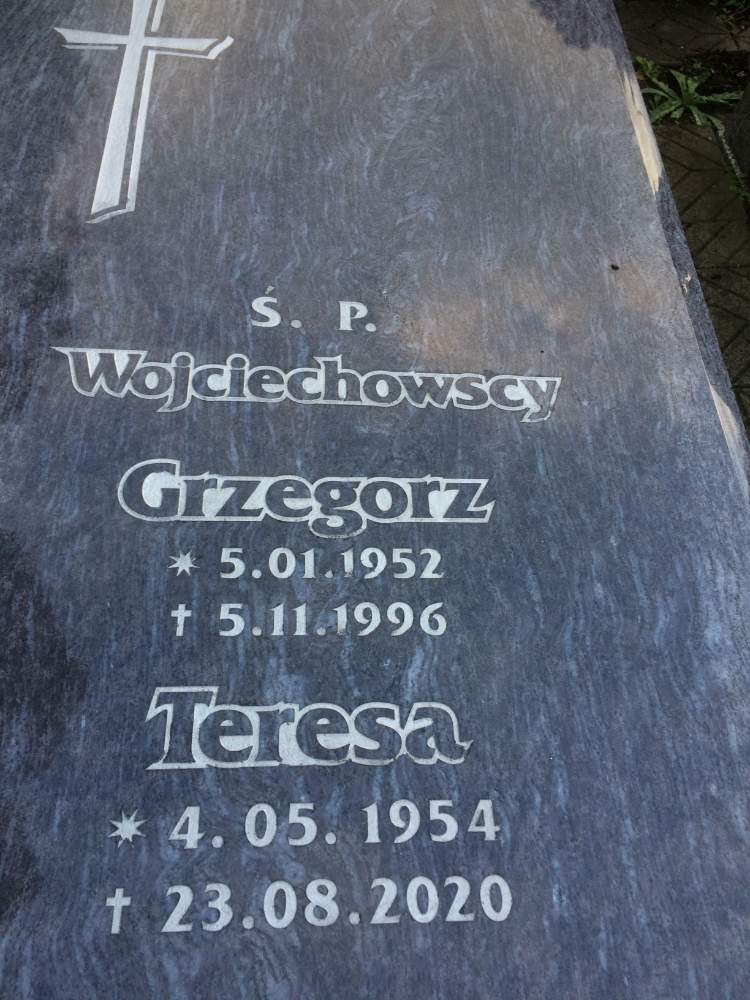 Ś. P.
Wojciechowscy
Grzegorz
* 5.01.1952
† 5.11.1996
Teresa
* 4. 05. 1954
† 23.08.2020